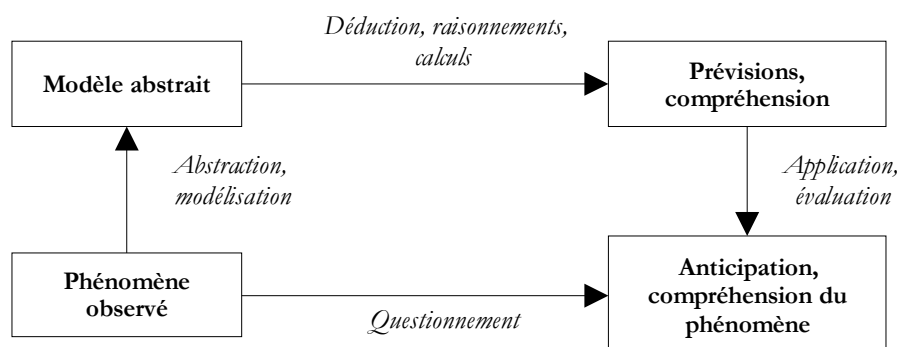 Déduction, raisonnements,
calculs
Modèle abstrait
Prévisions,
compréhension
Abstraction,
modélisation
Application,
évaluation
Phénomène
observé
Questionnement
Anticipation,
compréhension du
phénomène